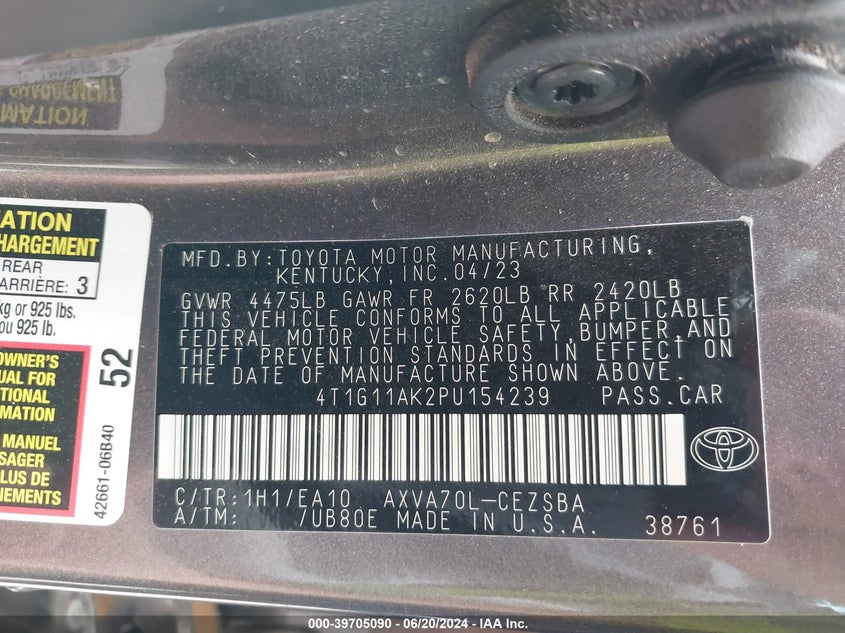 MATION
ATION
HARGEMENT
REAR
ARRIÈRE: 3
kg or 925 lbs.
ou 925 lb.
OWNER'S
UAL FOR
TIONAL
RMATION
MANUEL
SAGER
LUS DE
NEMENTS
52
42661-06B40
MFD.BY:TOYOTA MOTOR MANUFACTURING,
KENTUCKY,INC.04/23
GVWR 4475LB GAWR FR 2620LB RR 2420LB
THIS VEHICLE CONFORMS TO ALL APPLICABLE
FEDERAL MOTOR VEHICLE SAFETY,BUMPER,AND
THEFT PREVENTION STANDARDS IN EFFECT ON
THE DATE OF MANUFACTURE SHOWN ABOVE.
4T1G11AK2PU154239 PASS.CAR
C/TR:1H1/EA10 AXVA70L-CEZSBA
A/TM: /UB80E MADE IN U.S.A. 38761
000-39705090 - 06/20/2024 - IAA Inc.